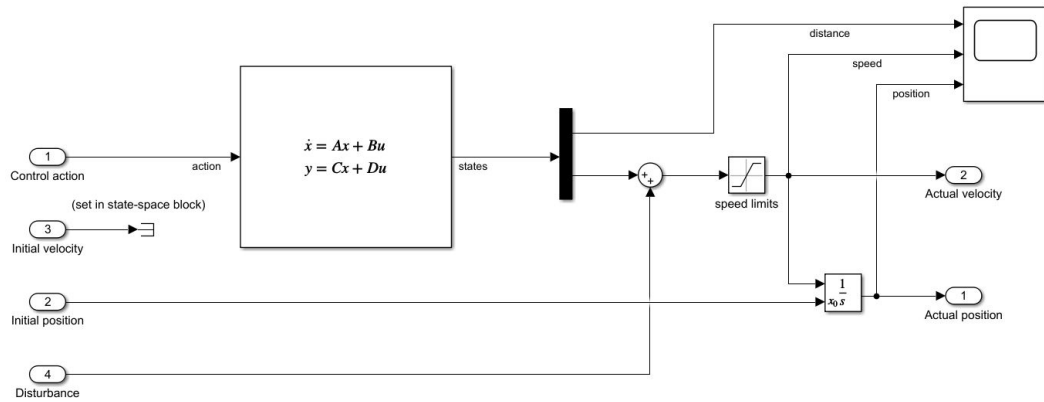 distance
speed
position
ẋ = Ax + Bu
y = Cx + Du
1
Control action
action
states
+
+
speed limits
2
Actual velocity
(set in state-space block)
3
Initial velocity
2
Initial position
1
x₀ s
1
Actual position
4
Disturbance